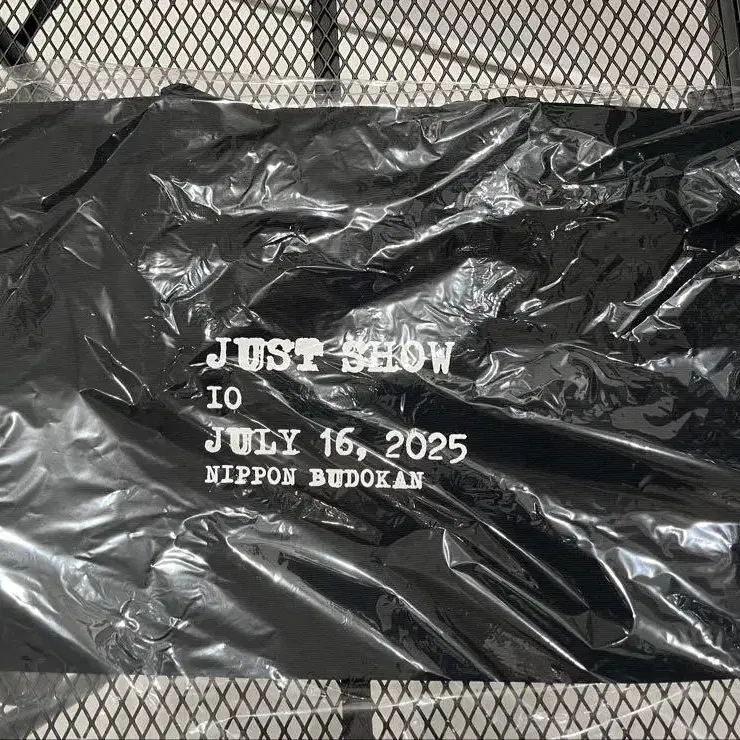 JUST SHOW
IO
JULY 16, 2025
NIPPON BUDOKAN